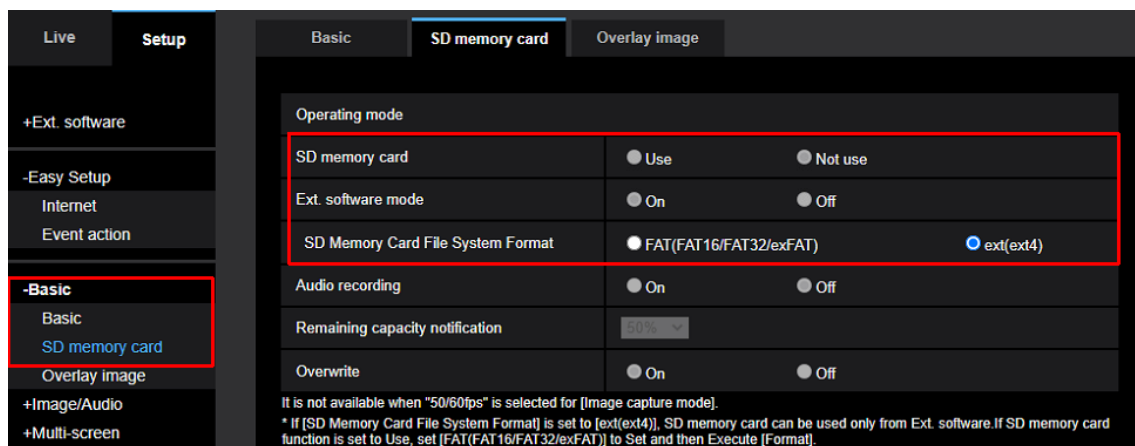 Live
Setup
Basic
SD memory card
Overlay image
+Ext. software
-Easy Setup
Internet
Event action
-Basic
Basic
SD memory card
Overlay image
+Image/Audio
+Multi-screen
Operating mode
SD memory card
Use
Not use
Ext. software mode
On
Off
SD Memory Card File System Format
FAT(FAT16/FAT32/exFAT)
ext(ext4)
Audio recording
On
Off
Remaining capacity notification
50%
Overwrite
On
Off
It is not available when "50/60fps" is selected for [Image capture mode].
* If [SD Memory Card File System Format] is set to [ext(ext4)], SD memory card can be used only from Ext. software.If SD memory card
function is set to Use, set [FAT(FAT16/FAT32/exFAT)] to Set and then Execute [Format].